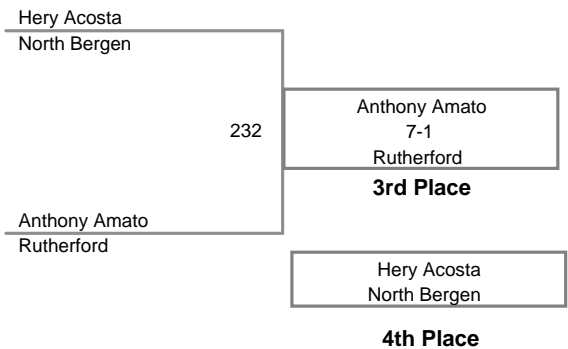 Hery Acosta
North Bergen
232
Anthony Amato
7-1
Rutherford
3rd Place
Anthony Amato
Rutherford
Hery Acosta
North Bergen
4th Place